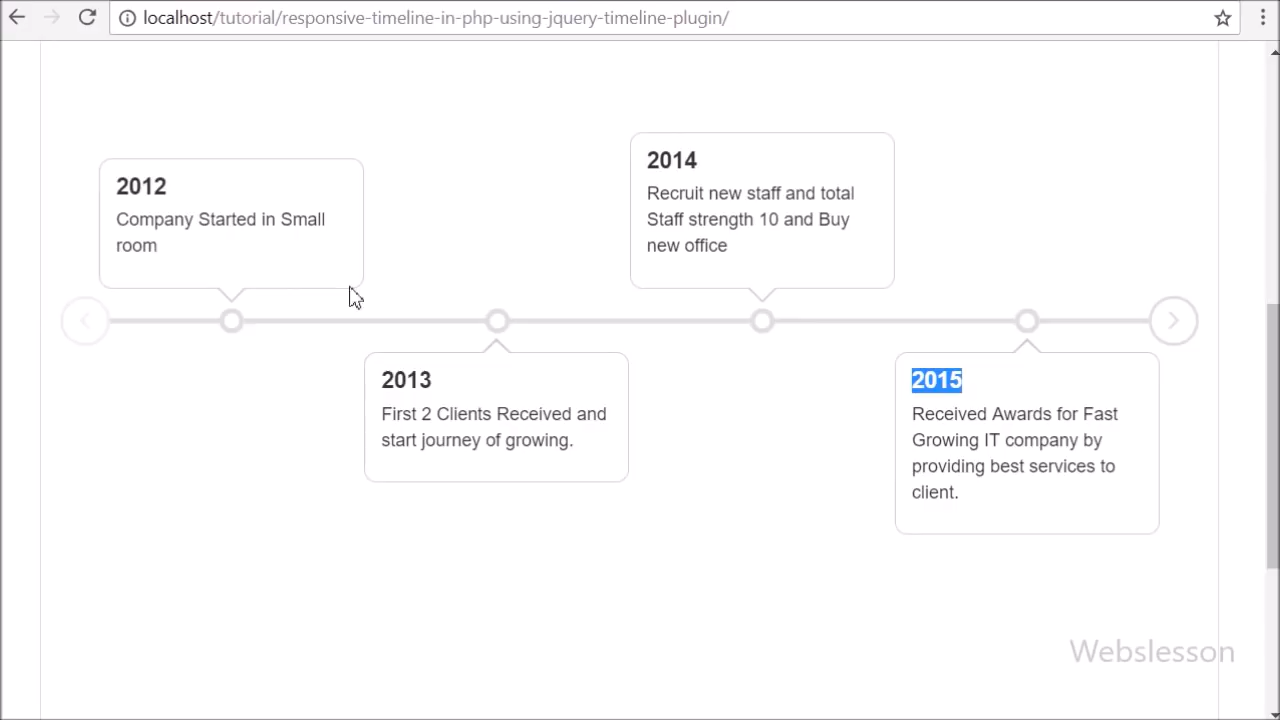 localhost/tutorial/responsive-timeline-in-php-using-jquery-timeline-plugin/
2012
Company Started in Small
room
2014
Recruit new staff and total
Staff strength 10 and Buy
new office
2013
First 2 Clients Received and
start journey of growing.
2015
Received Awards for Fast
Growing IT company by
providing best services to
client.
Webslesson